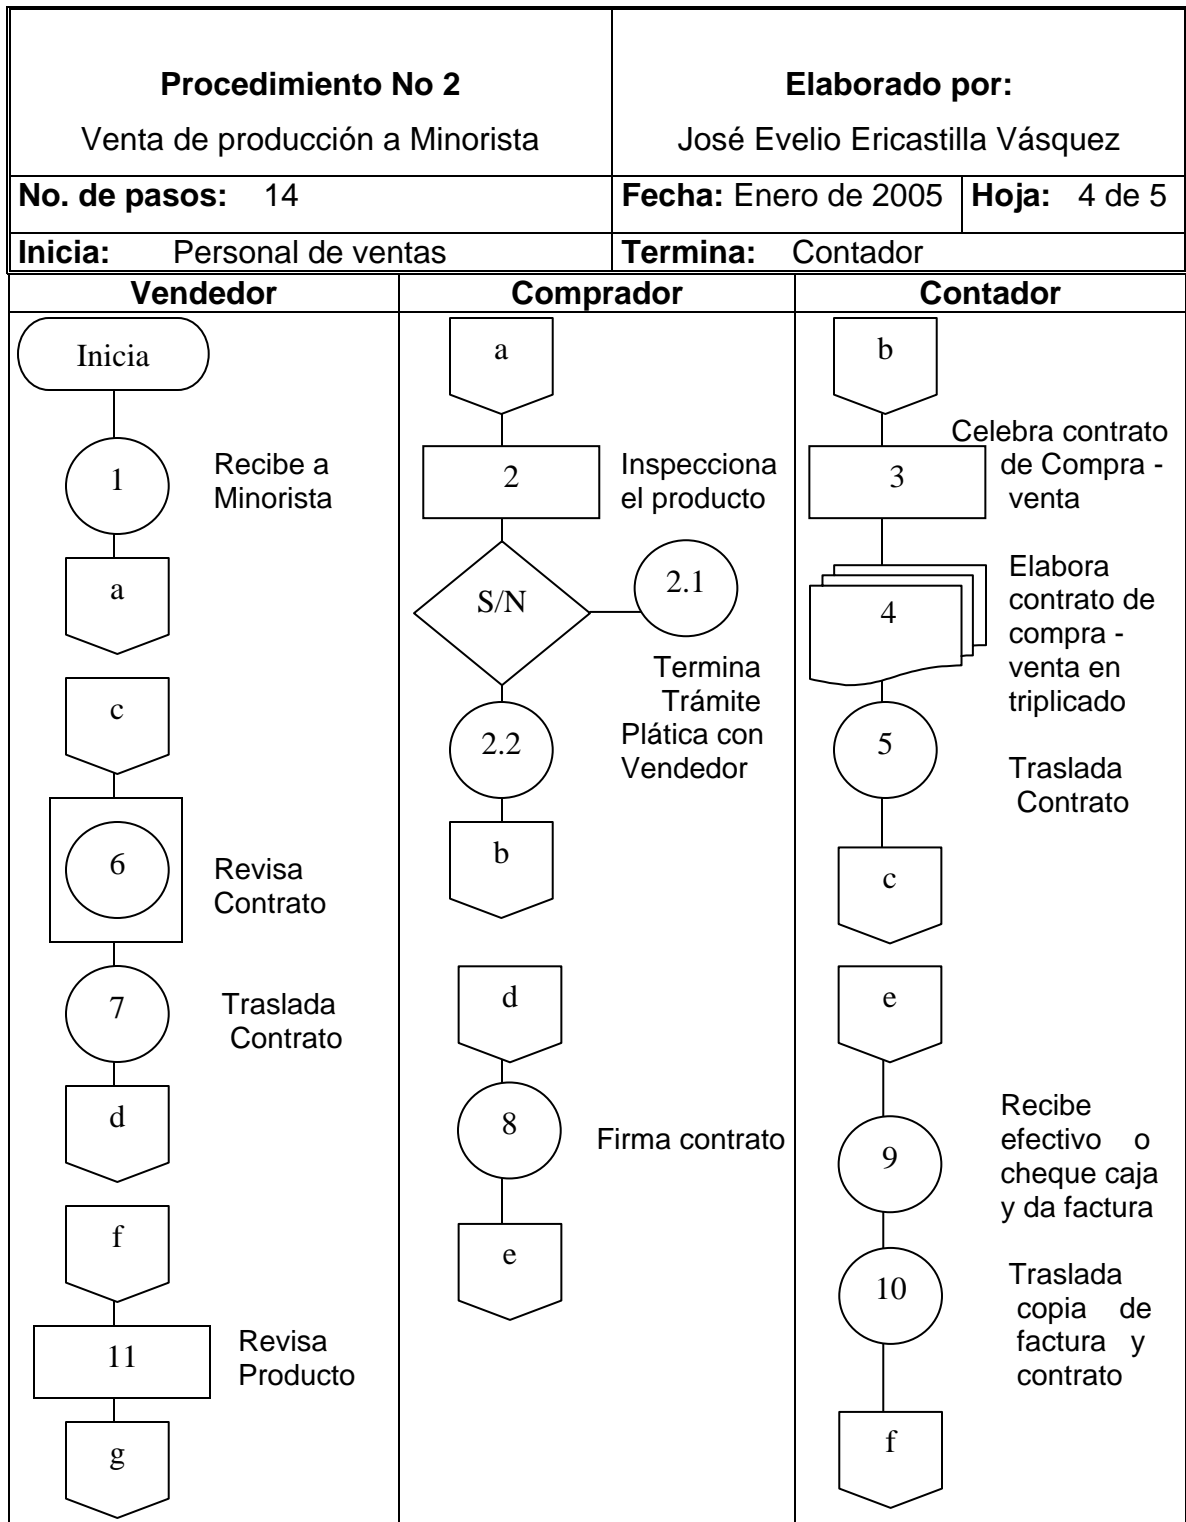 Procedimiento No 2
Venta de producción a Minorista
Elaborado por:
José Evelio Ericastilla Vásquez
No. de pasos: 14
Fecha: Enero de 2005
Hoja: 4 de 5
Inicia: Personal de ventas
Termina: Contador
Vendedor
Inicia
1
Recibe a
Minorista
a
c
6
Revisa
Contrato
7
Traslada
Contrato
d
f
11
Revisa
Producto
g
Comprador
a
2
Inspecciona
el producto
S/N
2.1
Termina
Trámite
2.2
Plática con
Vendedor
b
d
8
Firma contrato
e
Contador
b
3
Celebra contrato
de Compra -
venta
4
Elabora
contrato de
compra -
venta en
triplicado
5
Traslada
Contrato
c
e
9
Recibe
efectivo o
cheque caja
y da factura
10
Traslada
copia de
factura y
contrato
f